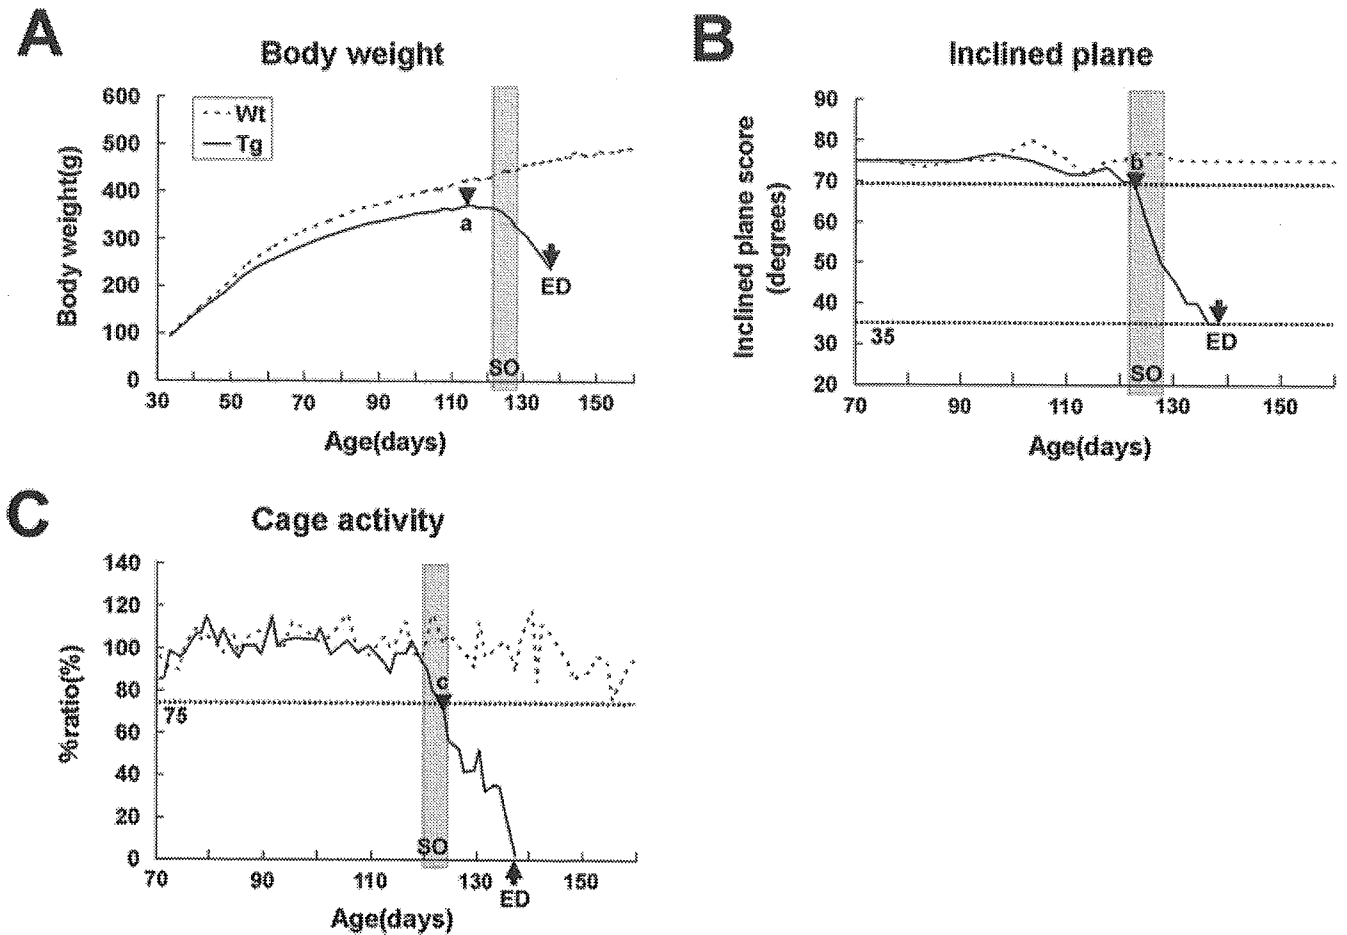 A
Body weight
Body weight(g)
600
500
400
300
200
100
0
Wt
Tg
a
ED
SO
30
50
70
90
110
130
150
Age(days)
B
Inclined plane
Inclined plane score
(degrees)
90
80
70
60
50
40
30
20
b
35
ED
SO
70
90
110
130
150
Age(days)
C
Cage activity
%ratio(%)
140
120
100
80
60
40
20
0
c
75
SO
70
90
110
130
150
ED
Age(days)